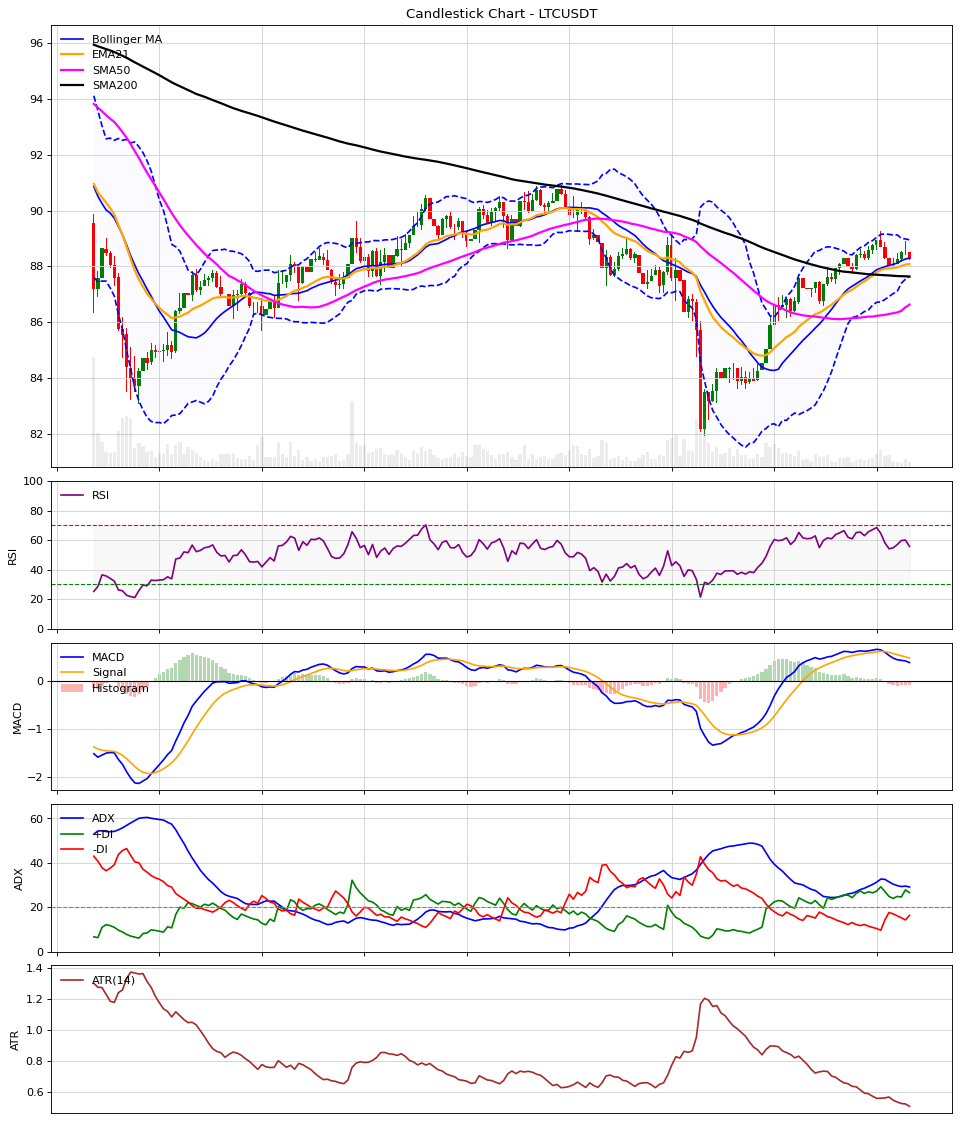 Candlestick Chart - LTCUSDT
96
94
92
90
88
86
84
82
Bollinger MA
EMA21
SMA50
SMA200
100
80
60
40
20
0
RSI
RSI
0
−1
−2
MACD
MACD
Signal
Histogram
60
40
20
0
ADX
ADX
+DI
-DI
1.4
1.2
1.0
0.8
0.6
ATR
ATR(14)